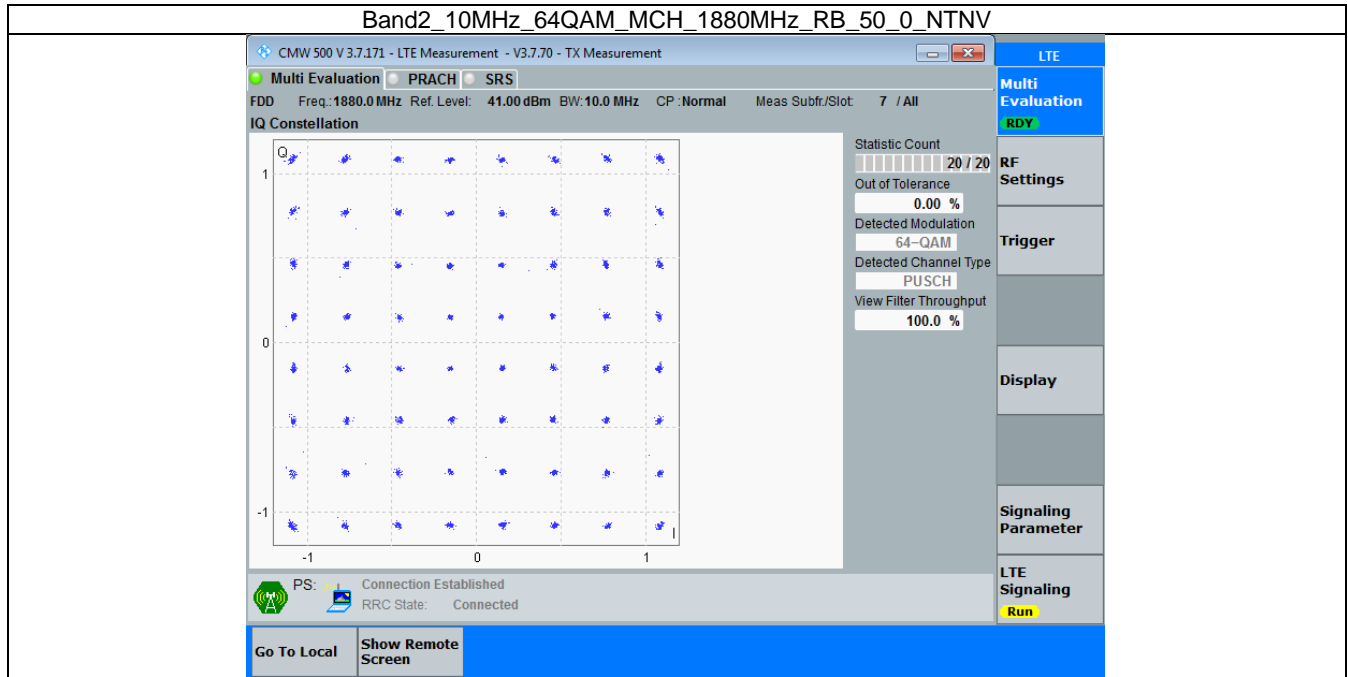 Band2_10MHz_64QAM_MCH_1880MHz_RB_50_0_NTNV
CMW 500 V 3.7.171 - LTE Measurement - V3.7.70 - TX Measurement
LTE
Multi Evaluation PRACH SRS
FDD Freq.:1880.0 MHz Ref. Level: 41.00 dBm BW:10.0 MHz CP :Normal Meas Subfr./Slot: 7 / All
IQ Constellation
Q
1
0
-1
-1 0 1
I
Statistic Count
20 / 20
Out of Tolerance
0.00 %
Detected Modulation
64-QAM
Detected Channel Type
PUSCH
View Filter Throughput
100.0 %
Multi
Evaluation
RDY
RF
Settings
Trigger
Display
Signaling
Parameter
LTE
Signaling
Run
PS: Connection Established
RRC State: Connected
Go To Local
Show Remote
Screen